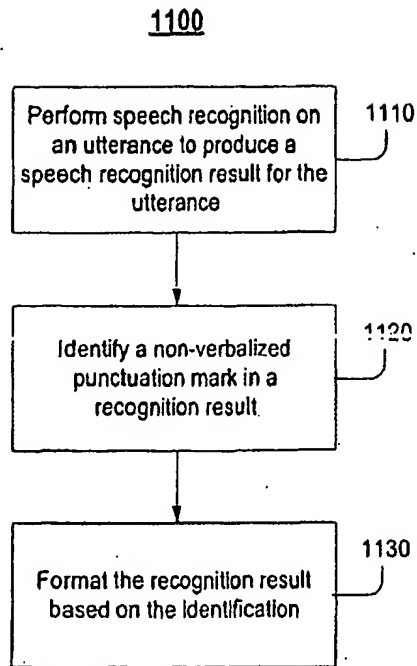 1100
Perform speech recognition on
an utterance to produce a
speech recognition result for the
utterance
1110
Identify a non-verbalized
punctuation mark in a
recognition result
1120
Format the recognition result
based on the identification
1130